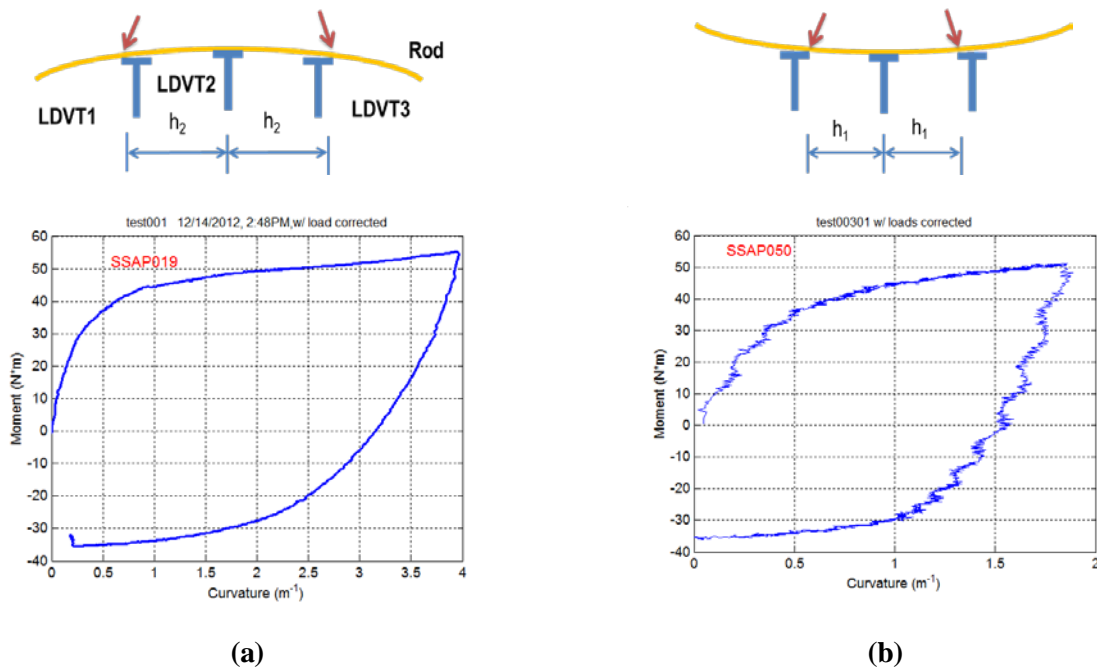 Rod
LDVT1
LDVT2
LDVT3
h₂
h₂
h₁
h₁
test001 12/14/2012, 2:48PM,w/ load corrected
SSAP019
Moment (N*m)
60
50
40
30
20
10
0
-10
-20
-30
-40
0 0.5 1 1.5 2 2.5 3 3.5 4
Curvature (m⁻¹)
(a)
test00301 w/ loads corrected
SSAP050
Moment (N*m)
60
50
40
30
20
10
0
-10
-20
-30
-40
0 0.5 1 1.5 2
Curvature (m⁻¹)
(b)